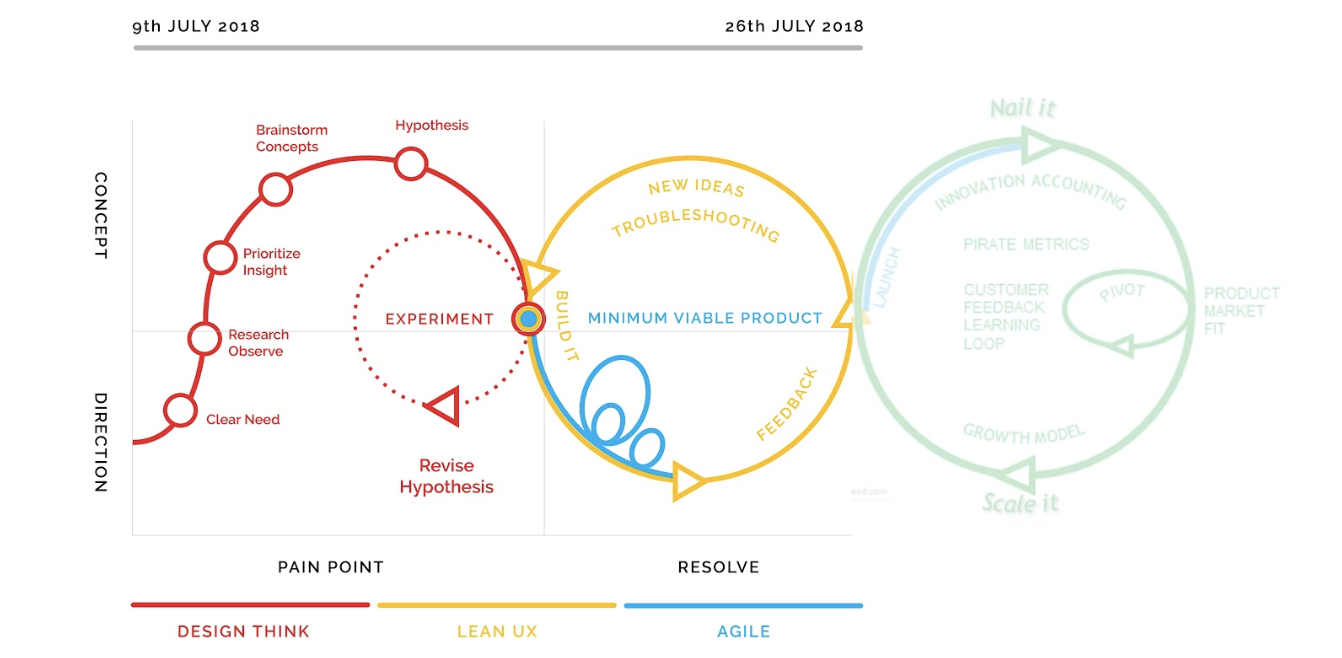 9th JULY 2018
26th JULY 2018
CONCEPT
DIRECTION
Brainstorm
Concepts
Hypothesis
Prioritize
Insight
Research
Observe
Clear Need
EXPERIMENT
Revise
Hypothesis
NEW IDEAS
TROUBLESHOOTING
BUILD IT
MINIMUM VIABLE PRODUCT
FEEDBACK
Nail it
INNOVATION ACCOUNTING
LAUNCH
PIRATE METRICS
CUSTOMER
FEEDBACK
LEARNING
LOOP
PIVOT
PRODUCT
MARKET
FIT
GROWTH MODEL
Scale it
PAIN POINT
RESOLVE
DESIGN THINK
LEAN UX
AGILE